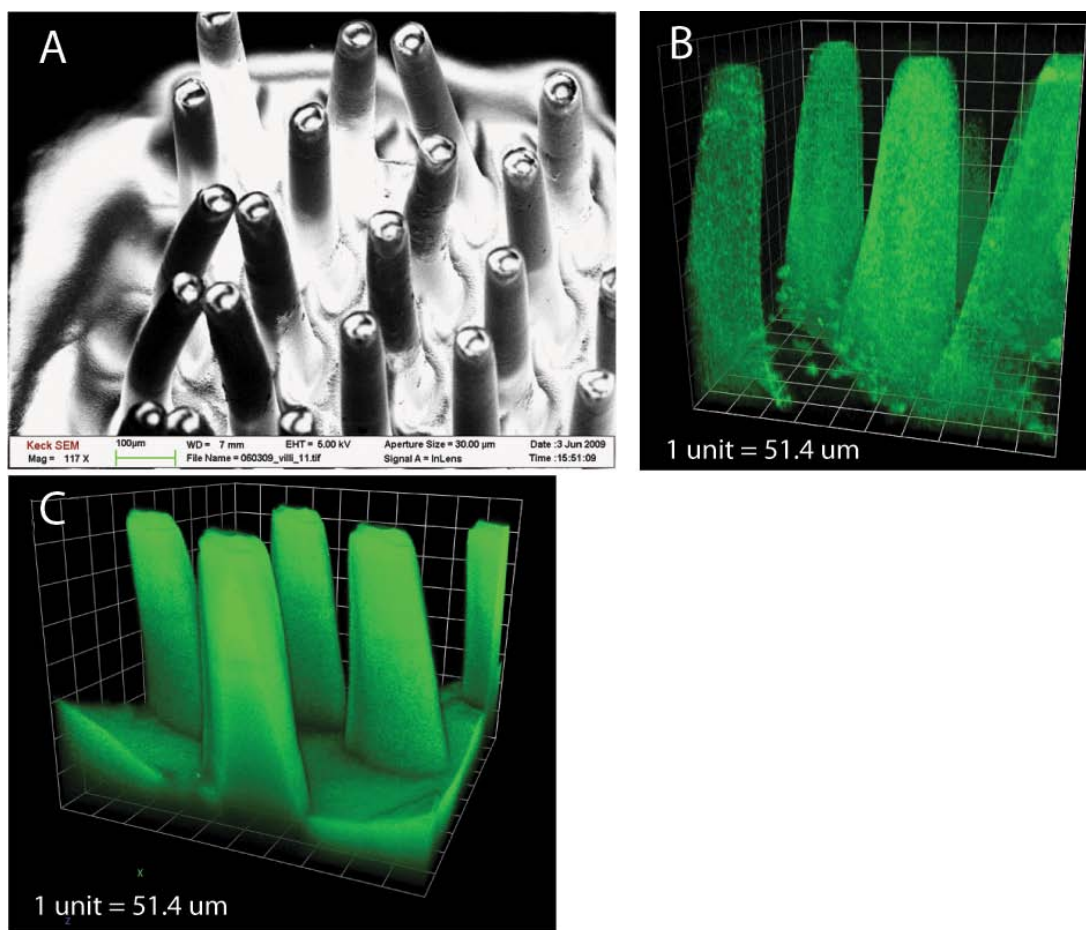 A
B
Keck SEM 100µm WD = 7 mm EHT = 5.00 kV Aperture Size = 30.00 µm Date :3 Jun 2009
Mag = 117 X File Name = 060309_villi_11.tif Signal A = InLens Time :15:51:09
1 unit = 51.4 um
C
X
1 unit = 51.4 um
Z